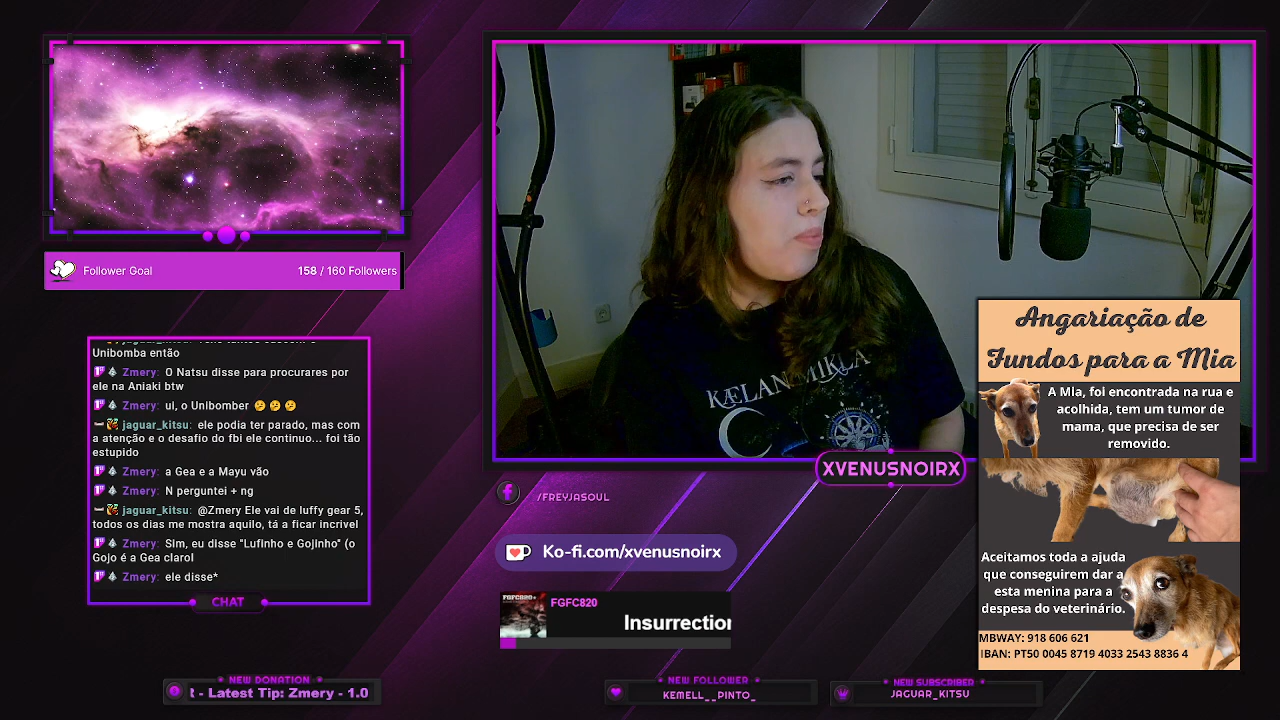 Follower Goal 158 / 160 Followers
Unibomba então
Zmery: O Natsu disse para procurares por
ele na Aniaki btw
Zmery: ui, o Unibomber
jaguar_kitsu: ele podia ter parado, mas com
a atenção e o desafio do fbi ele continuo... foi tão
estupido
Zmery: a Gea e a Mayu vão
Zmery: N perguntei + ng
jaguar_kitsu: @Zmery Ele vai de luffy gear 5,
todos os dias me mostra aquilo, tá a ficar incrivel
Zmery: Sim, eu disse "Lufinho e Gojinho" (o
Gojo é a Gea claro!
Zmery: ele disse*
CHAT
KÆLAN MIKLA
XVENUSNOIRX
/FREYJASOUL
Ko-fi.com/xvenusnoirx
FGFC820
FGFC820
Insurrection
Angariação de
Fundos para a Mia
A Mia, foi encontrada na rua e
acolhida, tem um tumor de
mama, que precisa de ser
removido.
Aceitamos toda a ajuda
que conseguirem dar a
esta menina para a
despesa do veterinário.
MBWAY: 918 606 621
IBAN: PT50 0045 8719 4033 2543 8836 4
NEW DONATION
t - Latest Tip: Zmery - 1.0
NEW FOLLOWER
KEMELL__PINTO_
NEW SUBSCRIBER
JAGUAR_KITSU